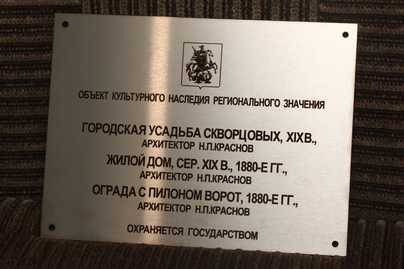 ОБЪЕКТ КУЛЬТУРНОГО НАСЛЕДИЯ РЕГИОНАЛЬНОГО ЗНАЧЕНИЯ
ГОРОДСКАЯ УСАДЬБА СКВОРЦОВЫХ, XIX В.,
АРХИТЕКТОР Н.П.КРАСНОВ
ЖИЛОЙ ДОМ, СЕР. XIX В., 1880-Е ГГ.,
АРХИТЕКТОР Н.П.КРАСНОВ
ОГРАДА С ПИЛОНОМ ВОРОТ, 1880-Е ГГ.,
АРХИТЕКТОР Н.П.КРАСНОВ
ОХРАНЯЕТСЯ ГОСУДАРСТВОМ